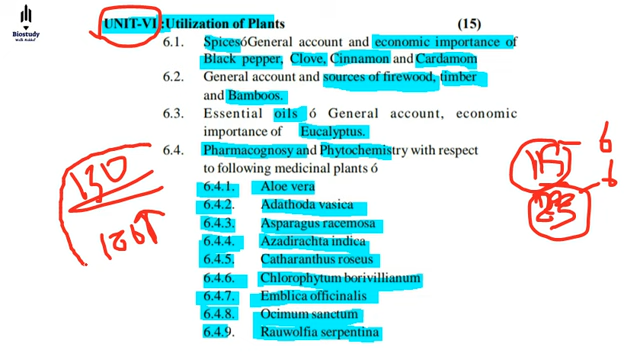 Biostudy
UNIT-VI :Utilization of Plants (15)
6.1. SpicesóGeneral account and economic importance of
Black pepper, Clove, Cinnamon and Cardamom
6.2. General account and sources of firewood, timber
and Bamboos.
6.3. Essential oils ó General account, economic
importance of Eucalyptus.
6.4. Pharmacognosy and Phytochemistry with respect
to following medicinal plants ó
6.4.1. Aloe vera
6.4.2. Adathoda vasica
6.4.3. Asparagus racemosa
6.4.4. Azadirachta indica
6.4.5. Catharanthus roseus
6.4.6. Chlorophytum borivillianum
6.4.7. Emblica officinalis
6.4.8. Ocimum sanctum
6.4.9. Rauwolfia serpentina
130
6
6